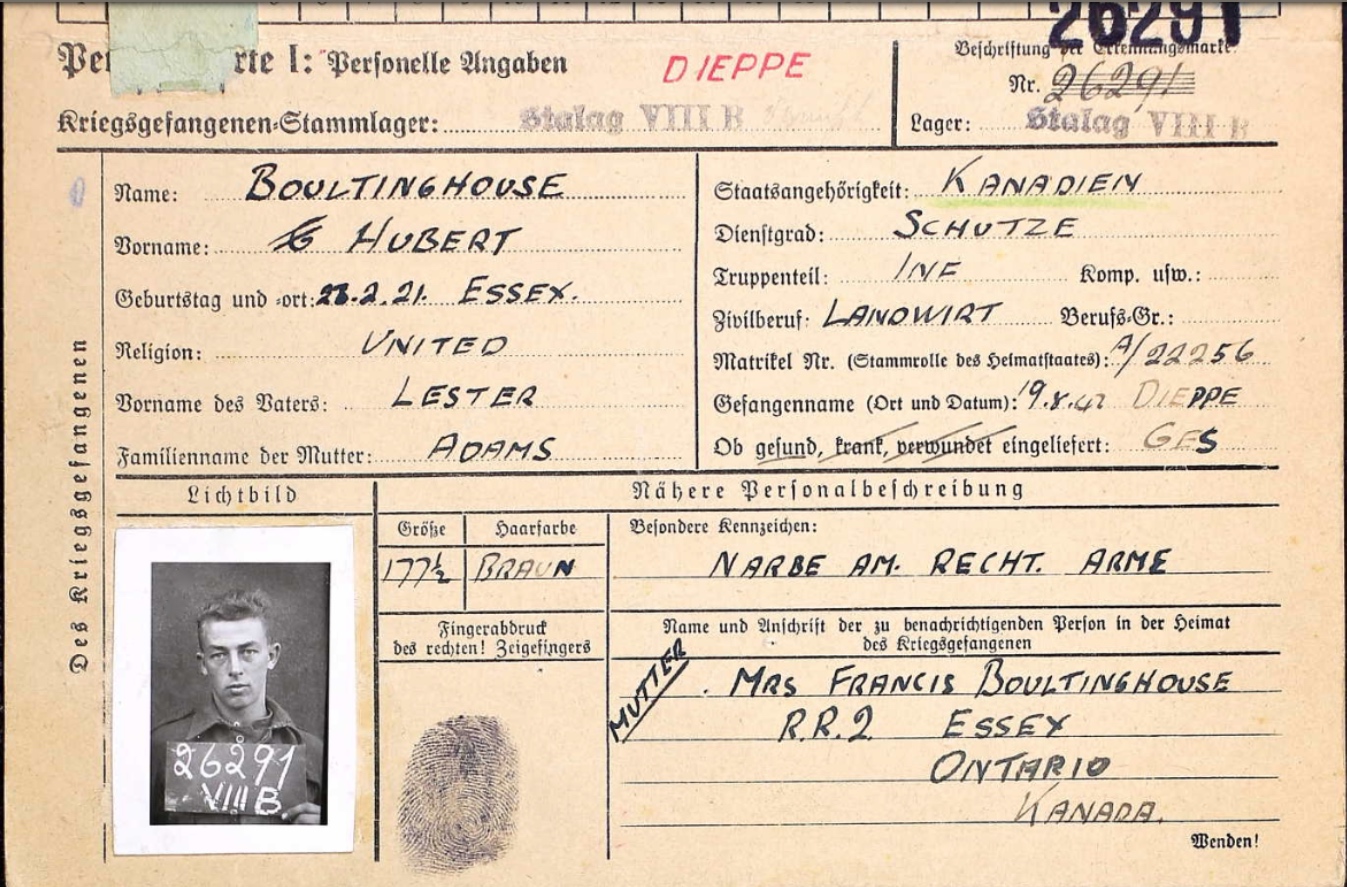 26291
Personalkarte I: Personelle Angaben
DIEPPE
Beschriftung der Erkennungsmarke
Nr. 26291
Kriegsgefangenen-Stammlager: Stalag VIII B
Lager: Stalag VIII B
Des Kriegsgefangenen
Name: BOULTINGHOUSE
Vorname: HUBERT
Geburtstag und -ort: 28.2.21. ESSEX.
Religion: UNITED
Vorname des Vaters: LESTER
Familienname der Mutter: ADAMS
Staatsangehörigkeit: KANADIEN
Dienstgrad: SCHUTZE
Truppenteil: INF Komp. usw.:
Zivilberuf: LANDWIRT Berufs-Gr.:
Matrikel Nr. (Stammrolle des Heimatstaates): A/22256
Gefangenname (Ort und Datum): 19.8.42 DIEPPE
Ob gesund, krank, verwundet eingeliefert: GES
Lichtbild
26291
VIIIB
Nähere Personalbeschreibung
Größe
Haarfarbe
177½
BRAUN
Fingerabdruck
des rechten! Zeigefingers
Besondere Kennzeichen:
NARBE AM. RECHT. ARME
Name und Anschrift der zu benachrichtigenden Person in der Heimat
des Kriegsgefangenen
MUTTER
MRS FRANCIS BOULTINGHOUSE
R.R.2 ESSEX
ONTARIO
KANADA.
Wenden!